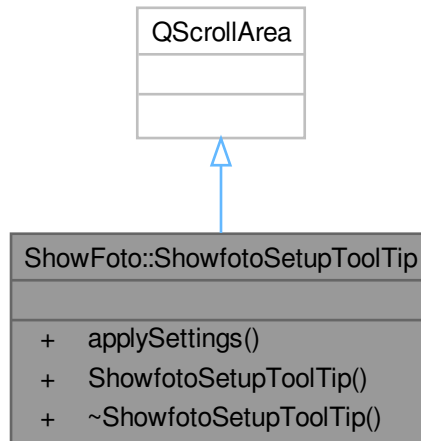 QScrollArea
ShowFoto::ShowfotoSetupToolTip
+ applySettings()
+ ShowfotoSetupToolTip()
+ ~ShowfotoSetupToolTip()